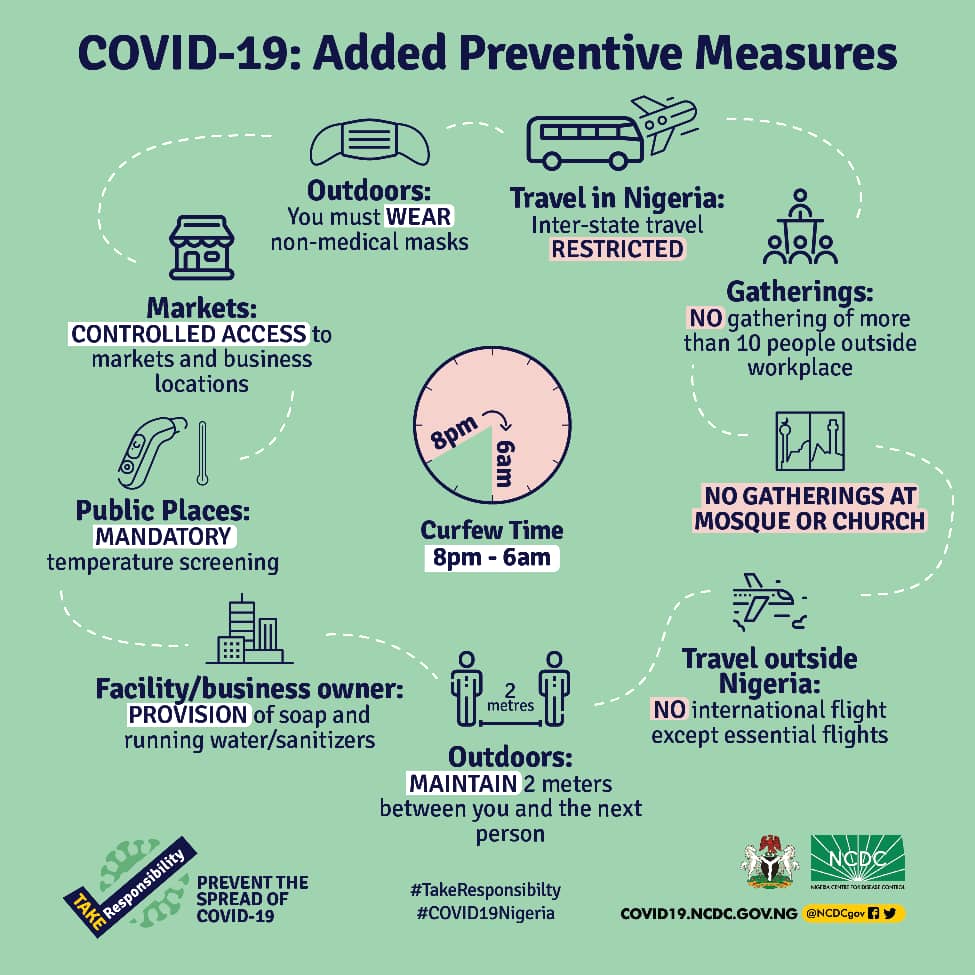 COVID-19: Added Preventive Measures
Outdoors:
You must WEAR
non-medical masks
Travel in Nigeria:
Inter-state travel
RESTRICTED
Markets:
CONTROLLED ACCESS to
markets and business
locations
Gatherings:
NO gathering of more
than 10 people outside
workplace
8pm
6am
Curfew Time
8pm - 6am
Public Places:
MANDATORY
temperature screening
NO GATHERINGS AT
MOSQUE OR CHURCH
Facility/business owner:
PROVISION of soap and
running water/sanitizers
2
metres
Outdoors:
MAINTAIN 2 meters
between you and the next
person
Travel outside
Nigeria:
NO international flight
except essential flights
TAKE Responsibility
PREVENT THE
SPREAD OF
COVID-19
#TakeResponsibilty
#COVID19Nigeria
NCDC
NIGERIA CENTRE FOR DISEASE CONTROL
COVID19.NCDC.GOV.NG @NCDCgov